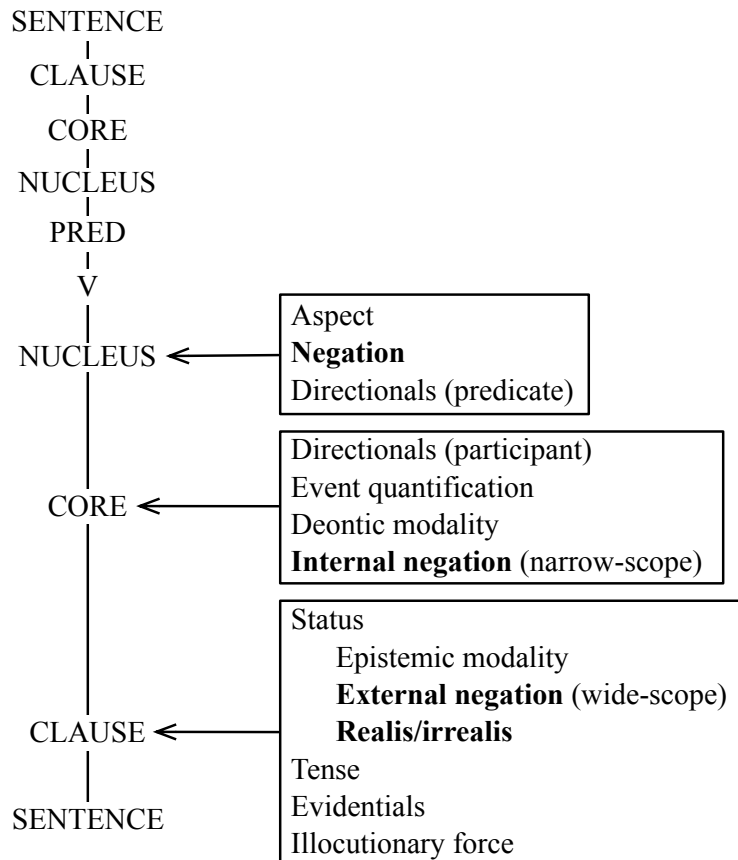 SENTENCE
CLAUSE
CORE
NUCLEUS
PRED
V
NUCLEUS
Aspect
Negation
Directionals (predicate)
CORE
Directionals (participant)
Event quantification
Deontic modality
Internal negation (narrow-scope)
CLAUSE
Status
Epistemic modality
External negation (wide-scope)
Realis/irrealis
Tense
Evidentials
Illocutionary force
SENTENCE